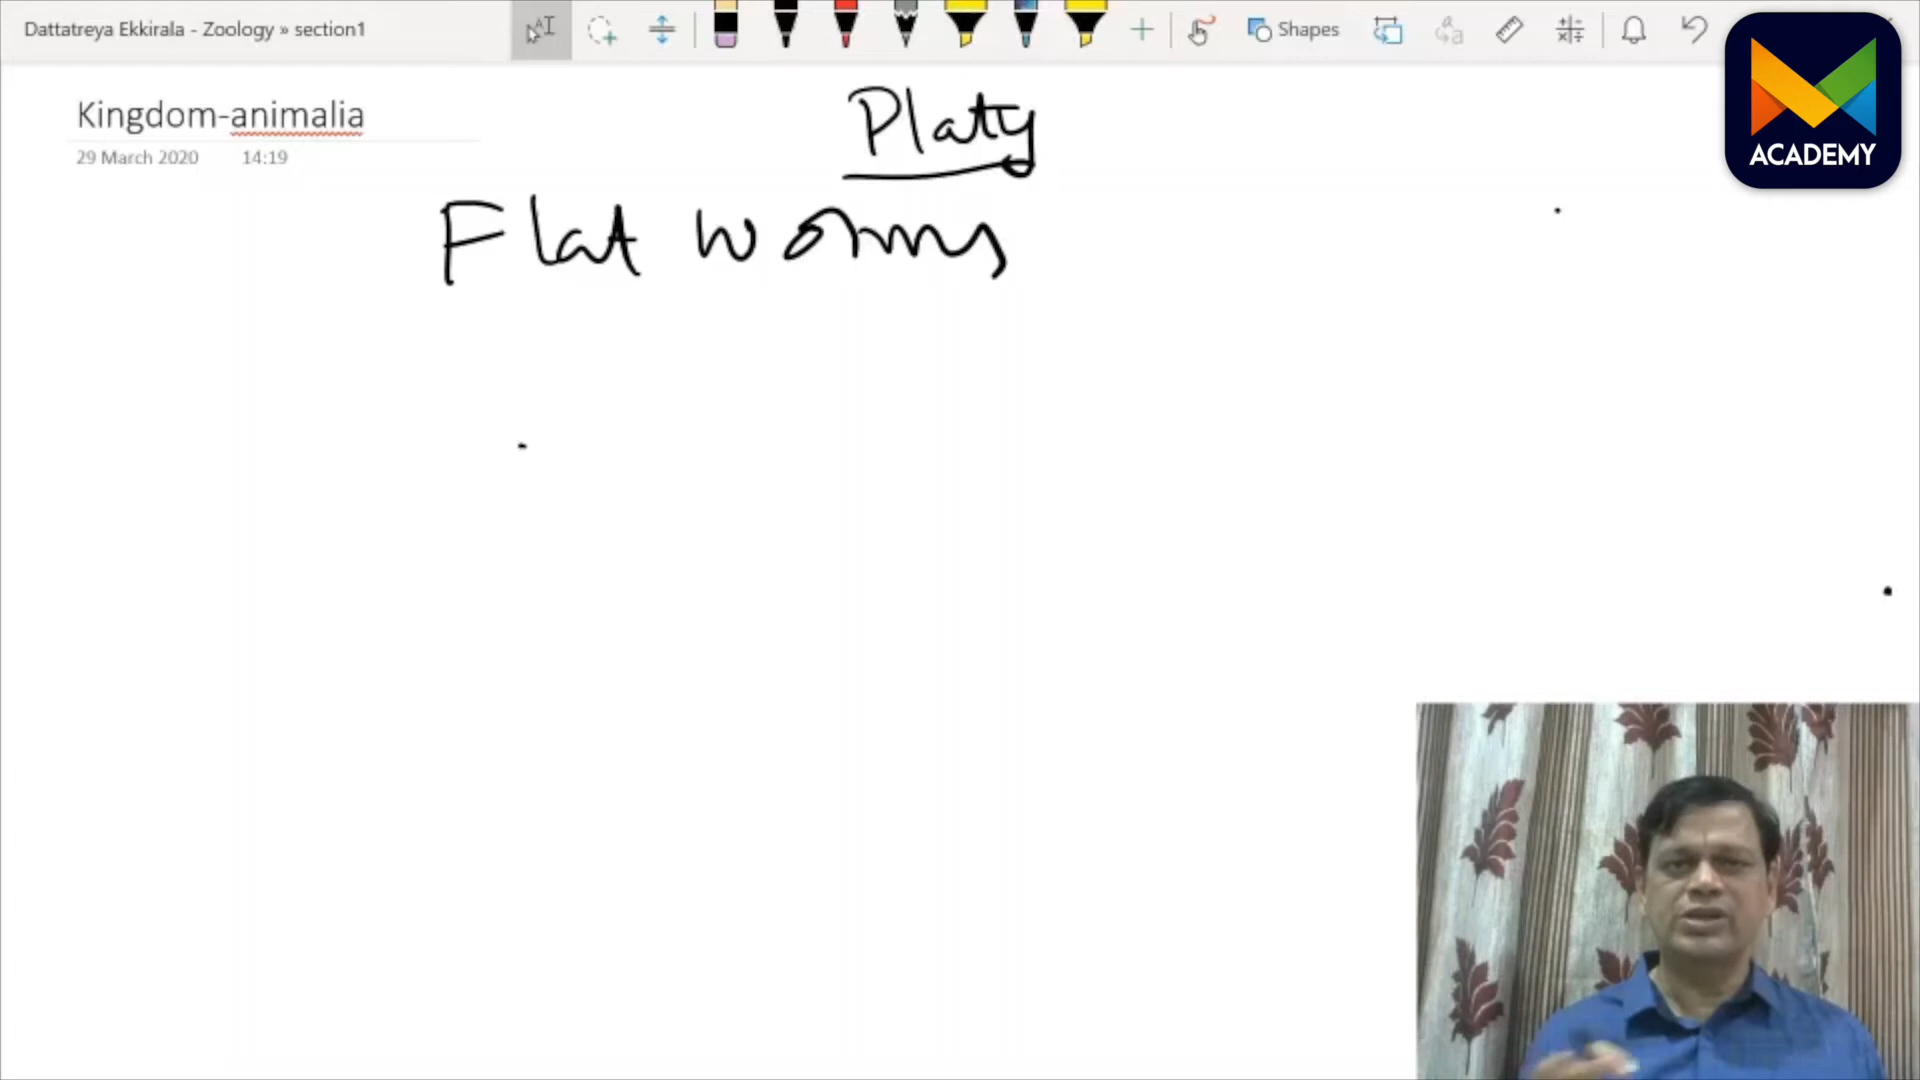 Dattatreya Ekkirala - Zoology » section1
Shapes
ACADEMY
Kingdom-animalia
29 March 2020 14:19
Platy
Flat worms